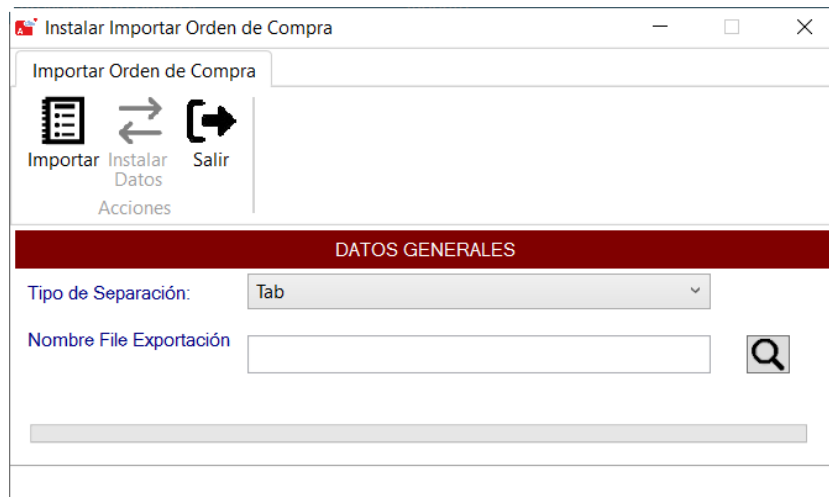 Instalar Importar Orden de Compra
Importar Orden de Compra
Importar Instalar Datos Salir
Acciones
DATOS GENERALES
Tipo de Separación: Tab
Nombre File Exportación